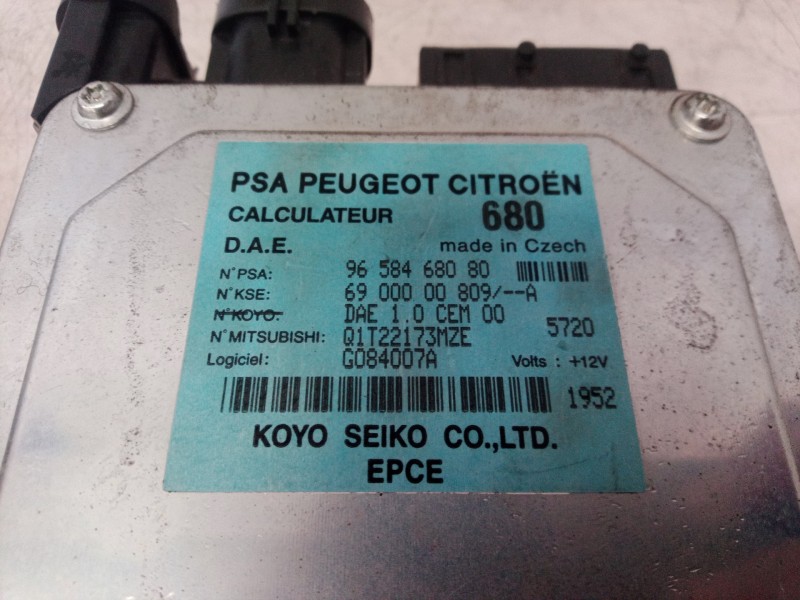 PSA PEUGEOT CITROËN
CALCULATEUR 680
D.A.E. made in Czech
N°PSA: 96 584 680 80
N°KSE: 69 000 00 809/--A
N°KOYO: DAE 1.0 CEM 00
N°MITSUBISHI: Q1T22173MZE 5720
Logiciel: G084007A Volts : +12V
1952
KOYO SEIKO CO.,LTD.
EPCE